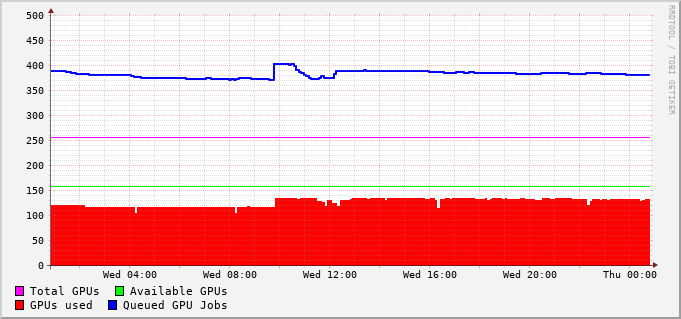 500
450
400
350
300
250
200
150
100
50
0
Wed 04:00 Wed 08:00 Wed 12:00 Wed 16:00 Wed 20:00 Thu 00:00
Total GPUs Available GPUs
GPUs used Queued GPU Jobs
RRDTOOL / TOBI OETIKER